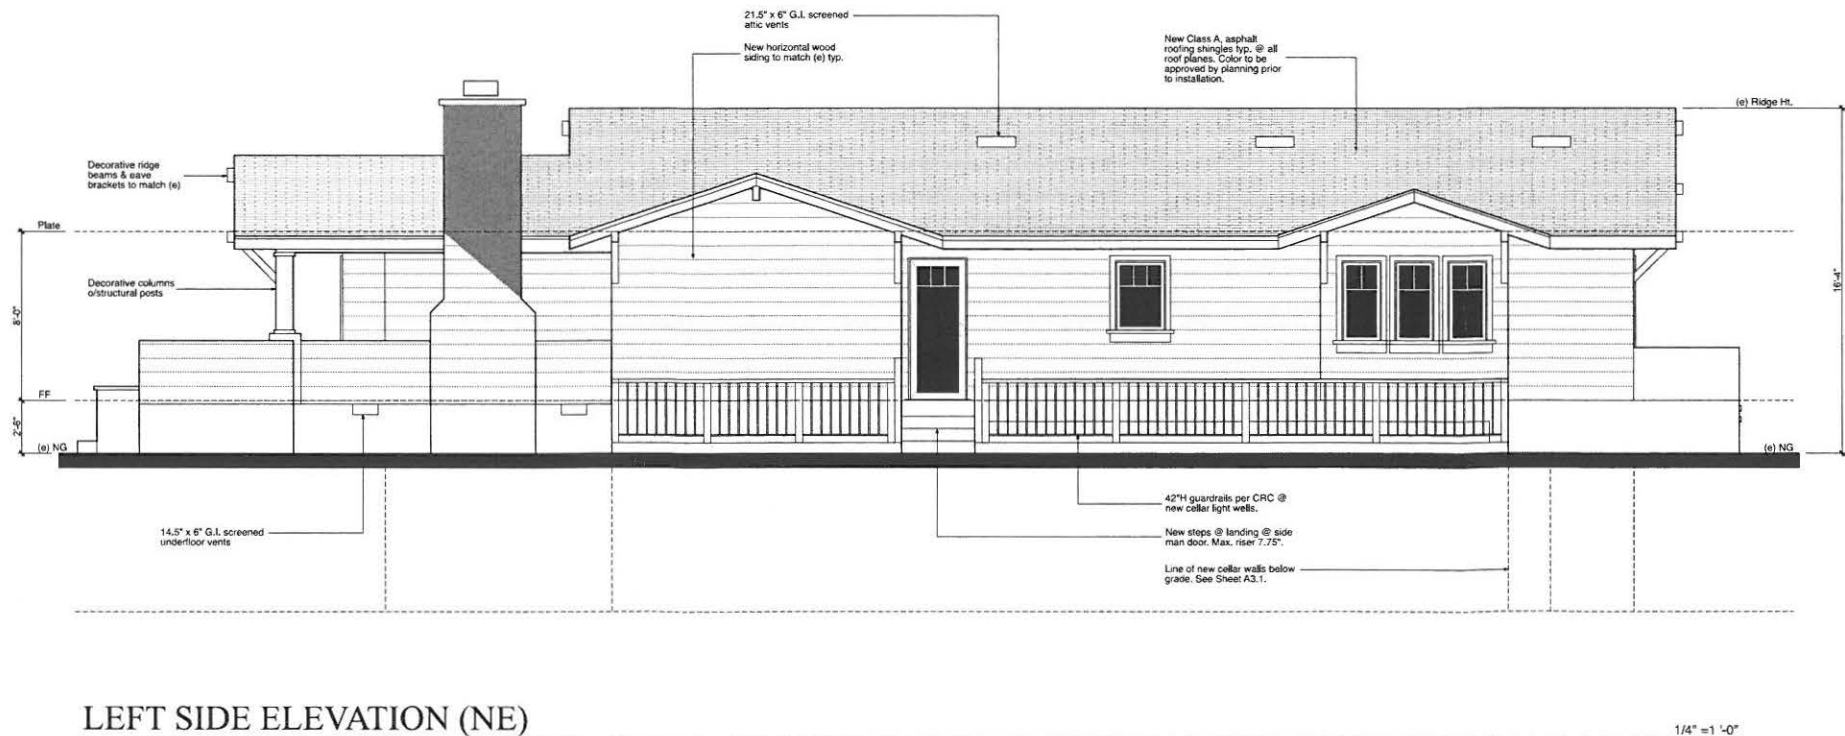 21.5" x 6" G.I. screened
attic vents
New horizontal wood
siding to match (e) typ.
New Class A, asphalt
roofing shingles typ. @ all
roof planes. Color to be
approved by planning prior
to installation.
(e) Ridge Ht.
Decorative ridge
beams & eave
brackets to match (e)
Plate
Decorative columns
o/structural posts
8'-0"
16'-4"
FF
2'-6"
(e) NG
(e) NG
14.5" x 6" G.I. screened
underfloor vents
42"H guardrails per CRC @
new cellar light wells.
New steps @ landing @ side
man door. Max. riser 7.75".
Line of new cellar walls below
grade. See Sheet A3.1.
LEFT SIDE ELEVATION (NE)
1/4" =1 '-0"